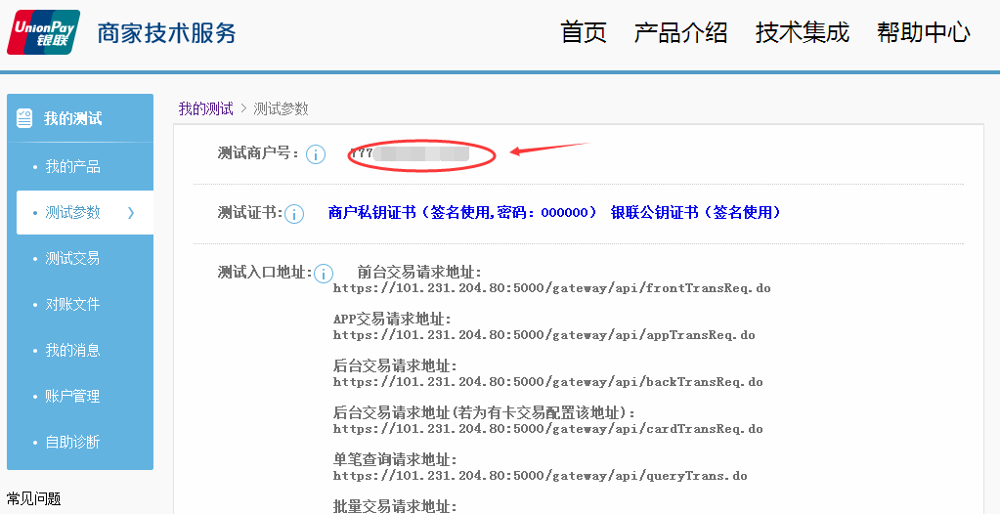 UnionPay
银联
商家技术服务
首页 产品介绍 技术集成 帮助中心
我的测试
我的产品
测试参数
测试交易
对账文件
我的消息
账户管理
自助诊断
常见问题
我的测试 > 测试参数
测试商户号: 777
测试证书: 商户私钥证书(签名使用,密码:000000) 银联公钥证书(签名使用)
测试入口地址: 前台交易请求地址:
https://101.231.204.80:5000/gateway/api/frontTransReq.do
APP交易请求地址:
https://101.231.204.80:5000/gateway/api/appTransReq.do
后台交易请求地址:
https://101.231.204.80:5000/gateway/api/backTransReq.do
后台交易请求地址(若为有卡交易配置该地址):
https://101.231.204.80:5000/gateway/api/cardTransReq.do
单笔查询请求地址:
https://101.231.204.80:5000/gateway/api/queryTrans.do
批量交易请求地址: